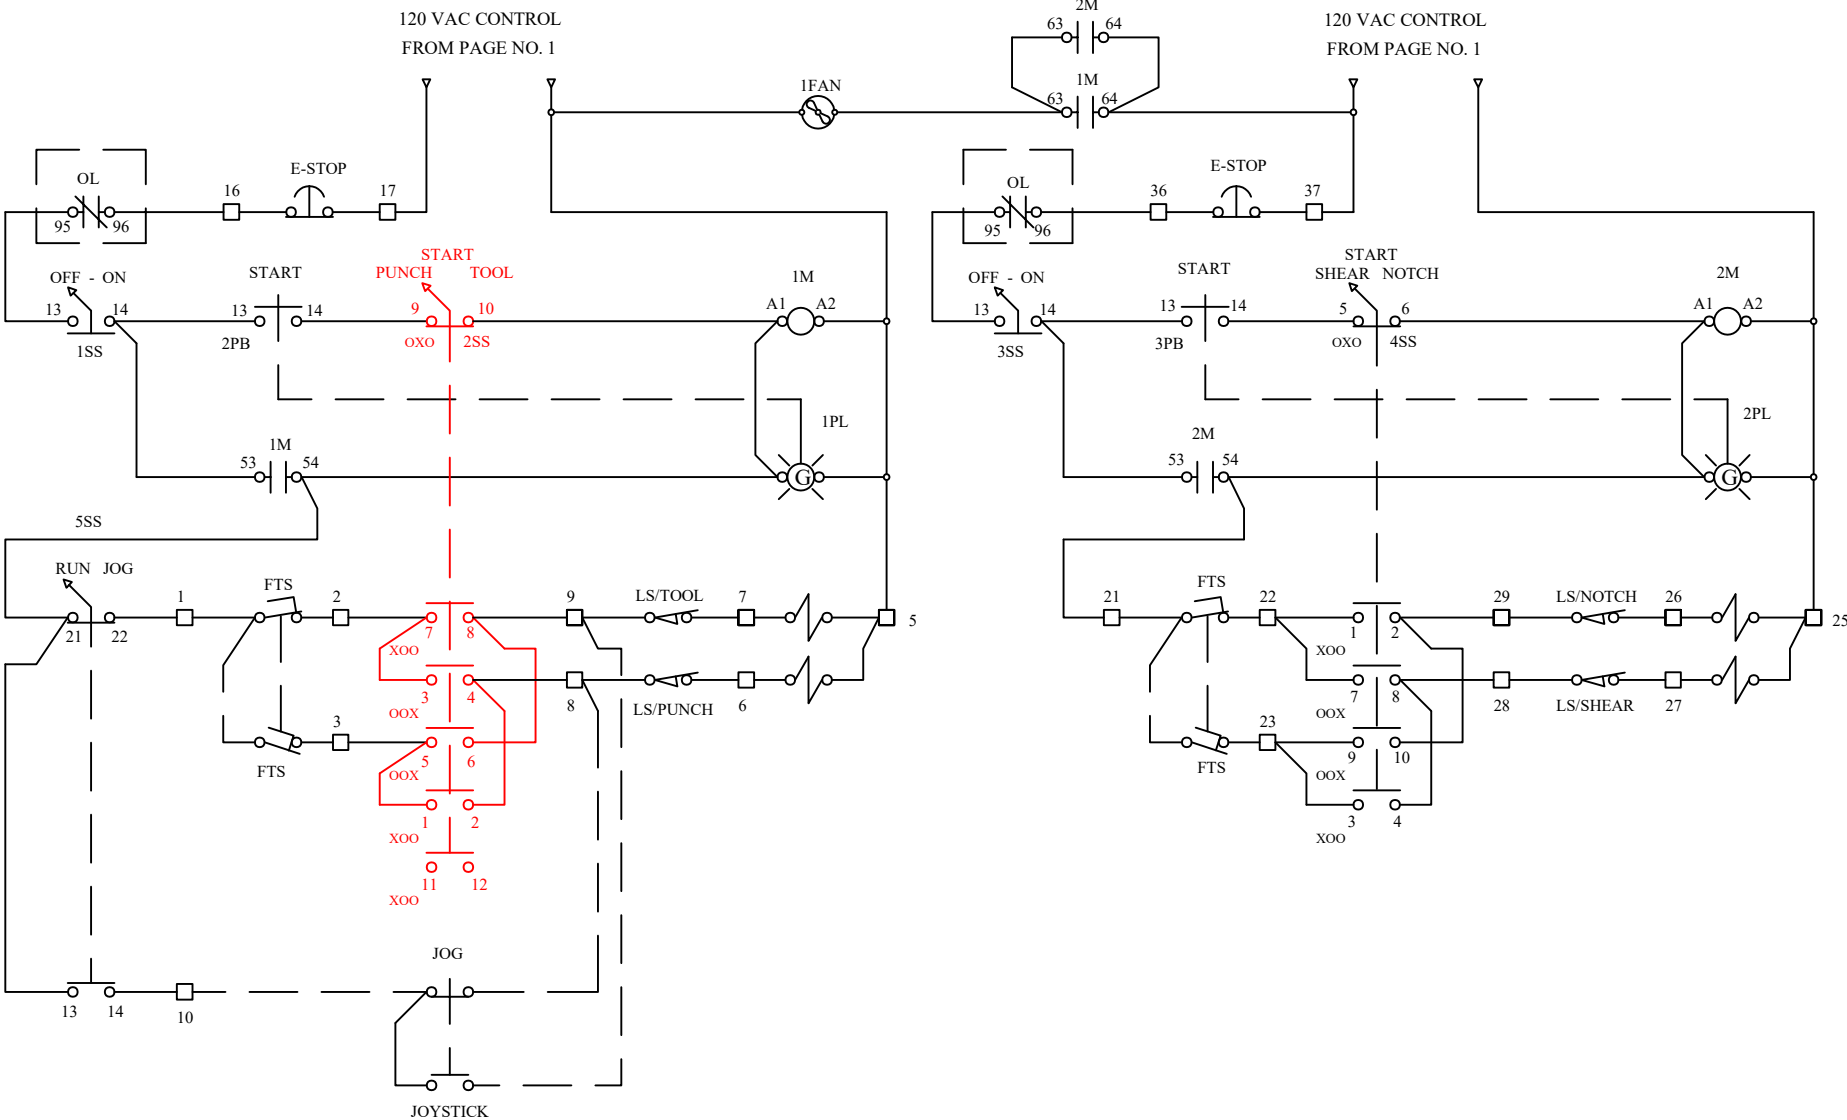 120 VAC CONTROL
FROM PAGE NO. 1
2M
63 64
1M
63 64
1FAN
120 VAC CONTROL
FROM PAGE NO. 1
OL
95 96
16
E-STOP
17
OL
95 96
36
E-STOP
37
OFF - ON
13 14
1SS
START
13 14
2PB
START
PUNCH TOOL
9 10
OXO 2SS
1M
A1 A2
OFF - ON
13 14
3SS
START
13 14
3PB
START
SHEAR NOTCH
5 6
OXO 4SS
2M
A1 A2
1PL
G
1M
53 54
2PL
G
2M
53 54
5SS
RUN JOG
21 22
1
FTS
2
7 8
XOO
9
LS/TOOL
7
5
3 4
OOX
8
LS/PUNCH
6
FTS
3
5 6
OOX
1 2
XOO
11 12
XOO
21
FTS
22
1 2
XOO
29
LS/NOTCH
26
25
7 8
OOX
28
LS/SHEAR
27
FTS
23
9 10
OOX
3 4
XOO
JOG
13 14
10
JOYSTICK